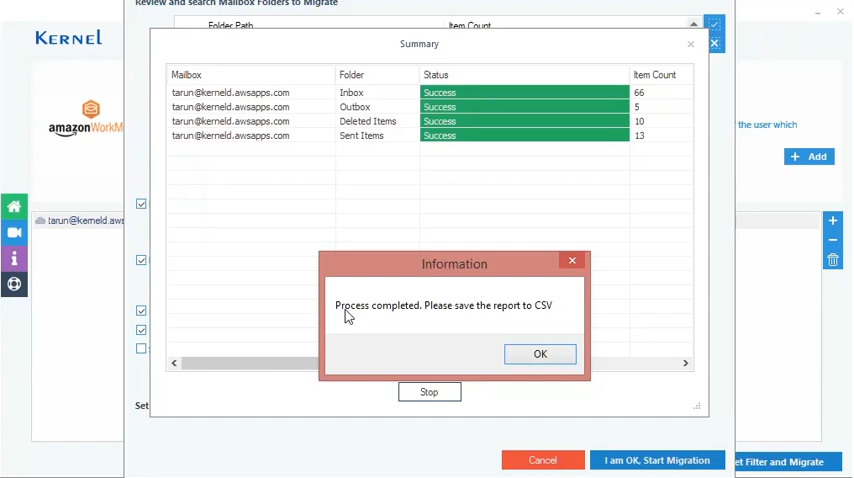 Review and search Mailbox Folders to Migrate
Folder Path
Item Count
KERNEL
Summary
Mailbox Folder Status Item Count
tarun@kerneld.awsapps.com Inbox Success 66
tarun@kerneld.awsapps.com Outbox Success 5
tarun@kerneld.awsapps.com Deleted Items Success 10
tarun@kerneld.awsapps.com Sent Items Success 13
amazonWorkM
f the user which
+ Add
tarun@kerneld.aws
Information
Process completed. Please save the report to CSV
OK
Stop
Set
Cancel
I am OK, Start Migration
et Filter and Migrate